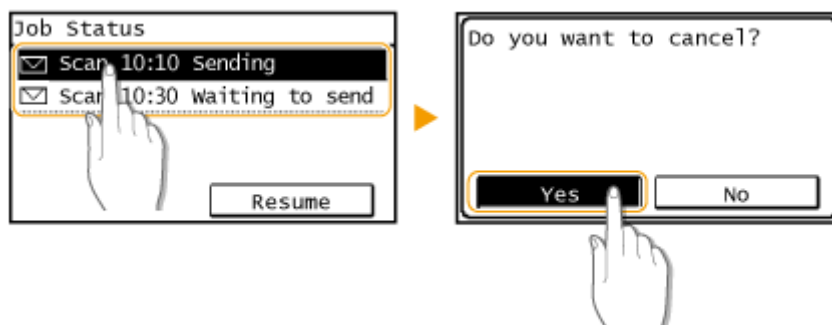 Job Status
Scan 10:10 Sending
Scan 10:30 Waiting to send
Resume
Do you want to cancel?
Yes
No